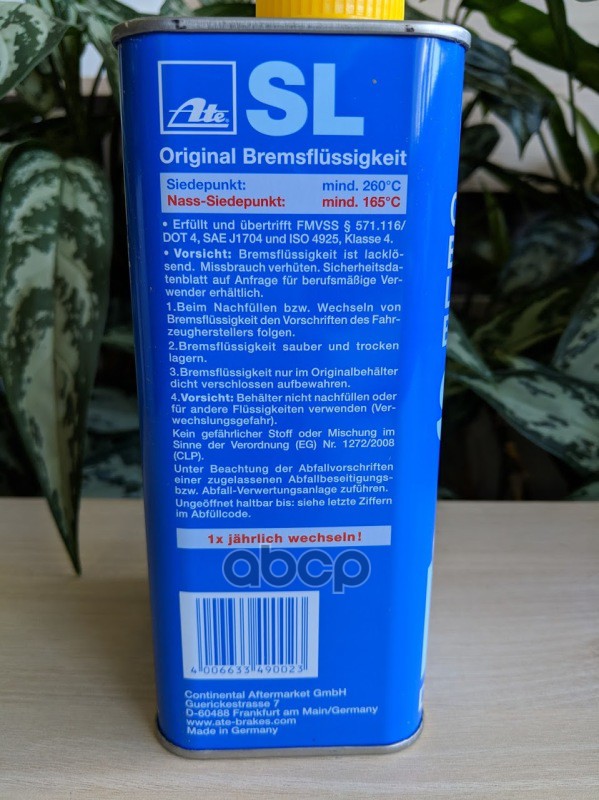 Ate
SL
Original Bremsflüssigkeit
Siedepunkt: mind. 260°C
Nass-Siedepunkt: mind. 165°C
• Erfüllt und übertrifft FMVSS § 571.116/
DOT 4, SAE J1704 und ISO 4925, Klasse 4.
• Vorsicht: Bremsflüssigkeit ist lacklö-
send. Missbrauch verhüten. Sicherheitsda-
tenblatt auf Anfrage für berufsmäßige Ver-
wender erhältlich.
1.Beim Nachfüllen bzw. Wechseln von
Bremsflüssigkeit den Vorschriften des Fahr-
zeugherstellers folgen.
2.Bremsflüssigkeit sauber und trocken
lagern.
3.Bremsflüssigkeit nur im Originalbehälter
dicht verschlossen aufbewahren.
4.Vorsicht: Behälter nicht nachfüllen oder
für andere Flüssigkeiten verwenden (Ver-
wechslungsgefahr).
Kein gefährlicher Stoff oder Mischung im
Sinne der Verordnung (EG) Nr. 1272/2008
(CLP).
Unter Beachtung der Abfallvorschriften
einer zugelassenen Abfallbeseitigungs-
bzw. Abfall-Verwertungsanlage zuführen.
Ungeöffnet haltbar bis: siehe letzte Ziffern
im Abfüllcode.
1x jährlich wechseln!
abcp
4 006633 490023
Continental Aftermarket GmbH
Guerickestrasse 7
D-60488 Frankfurt am Main/Germany
www.ate-brakes.com
Made in Germany